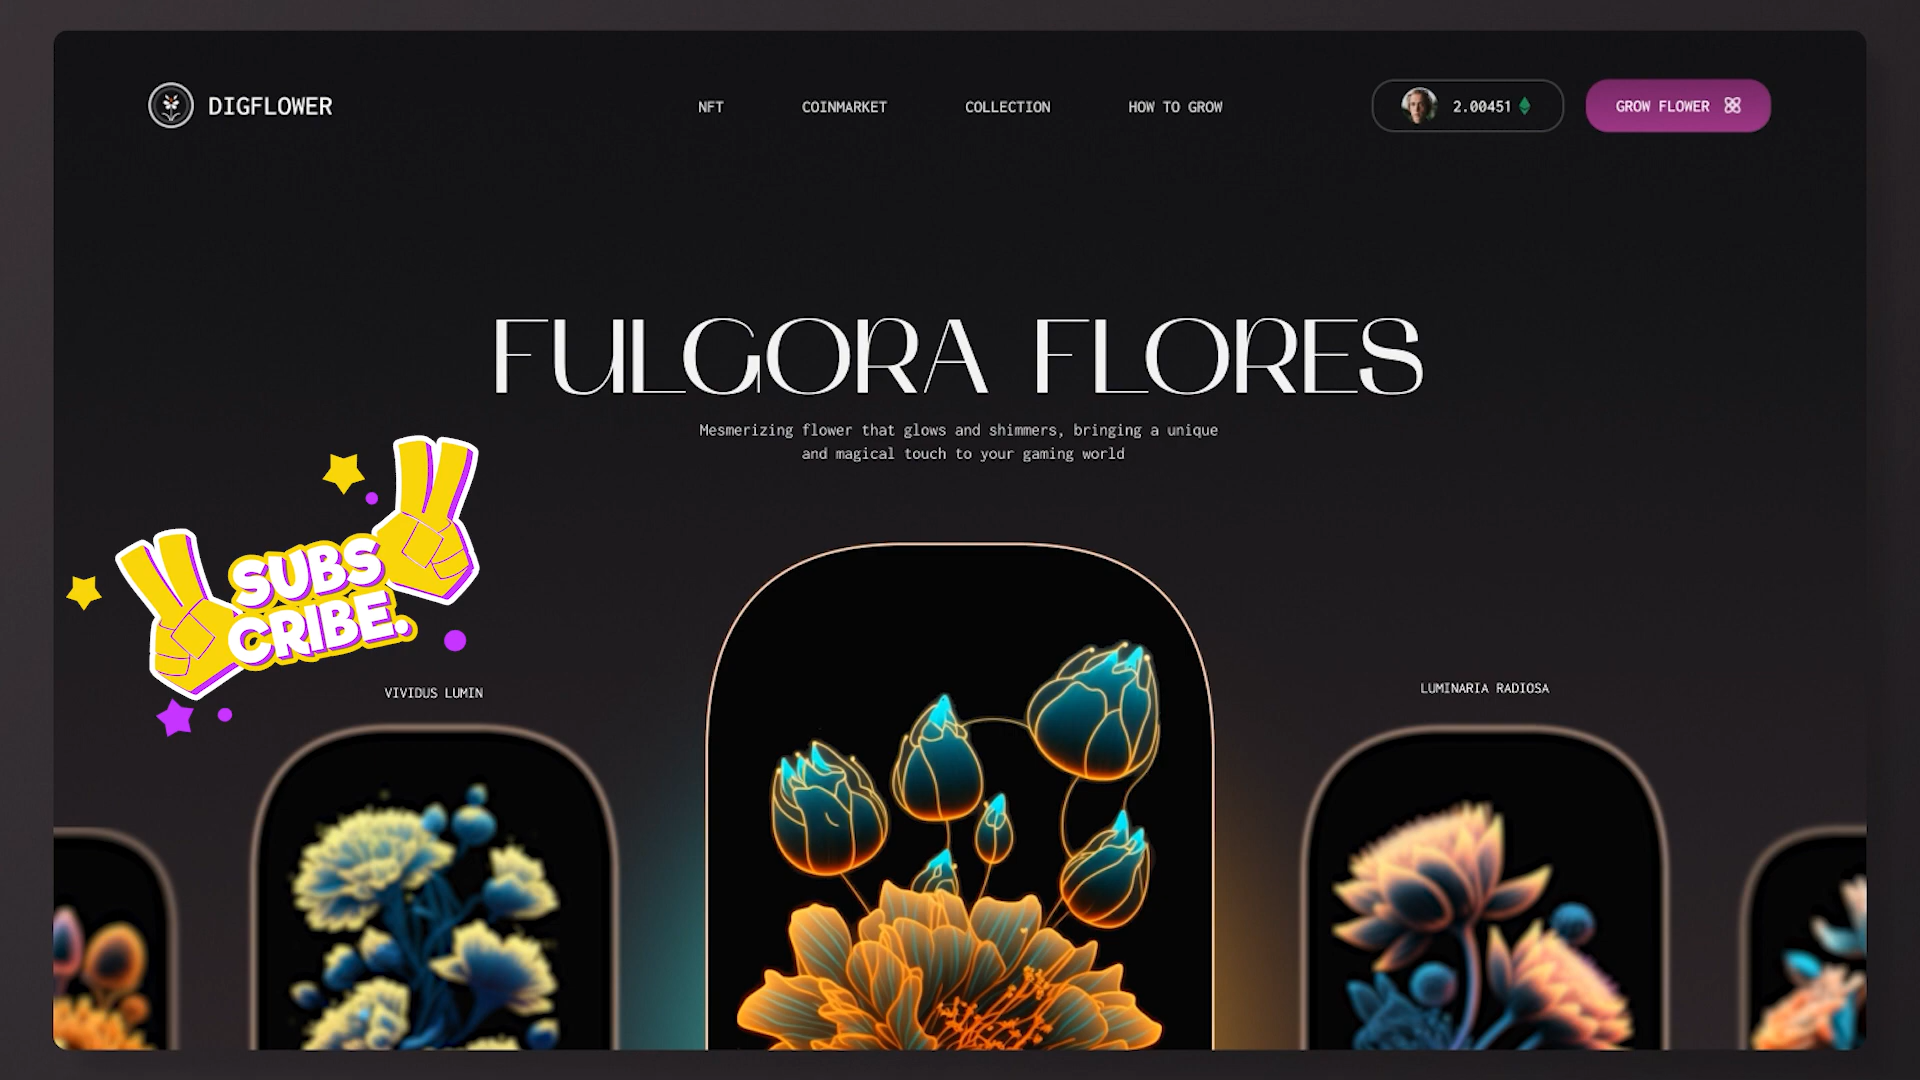 DIGFLOWER
NFT
COINMARKET
COLLECTION
HOW TO GROW
2.00451
GROW FLOWER
FULGORA FLORES
Mesmerizing flower that glows and shimmers, bringing a unique
and magical touch to your gaming world
SUBS
CRIBE.
VIVIDUS LUMIN
LUMINARIA RADIOSA